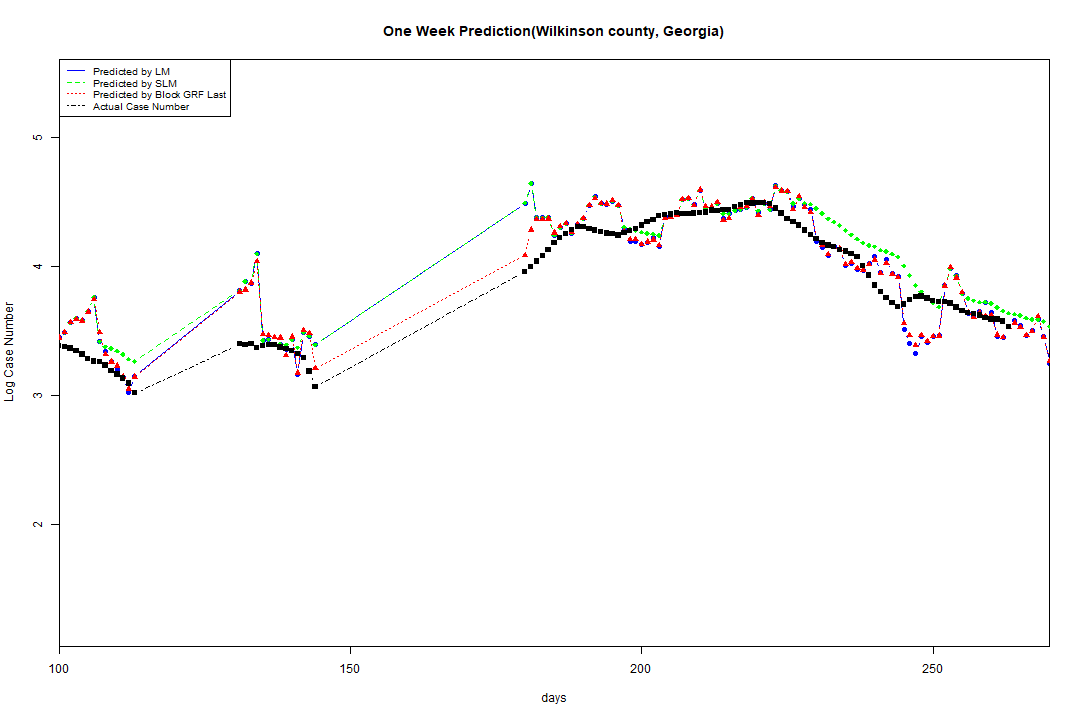 One Week Prediction(Wilkinson county, Georgia)
Predicted by LM
Predicted by SLM
Predicted by Block GRF Last
Actual Case Number
5
4
3
2
Log Case Number
100 150 200 250
days